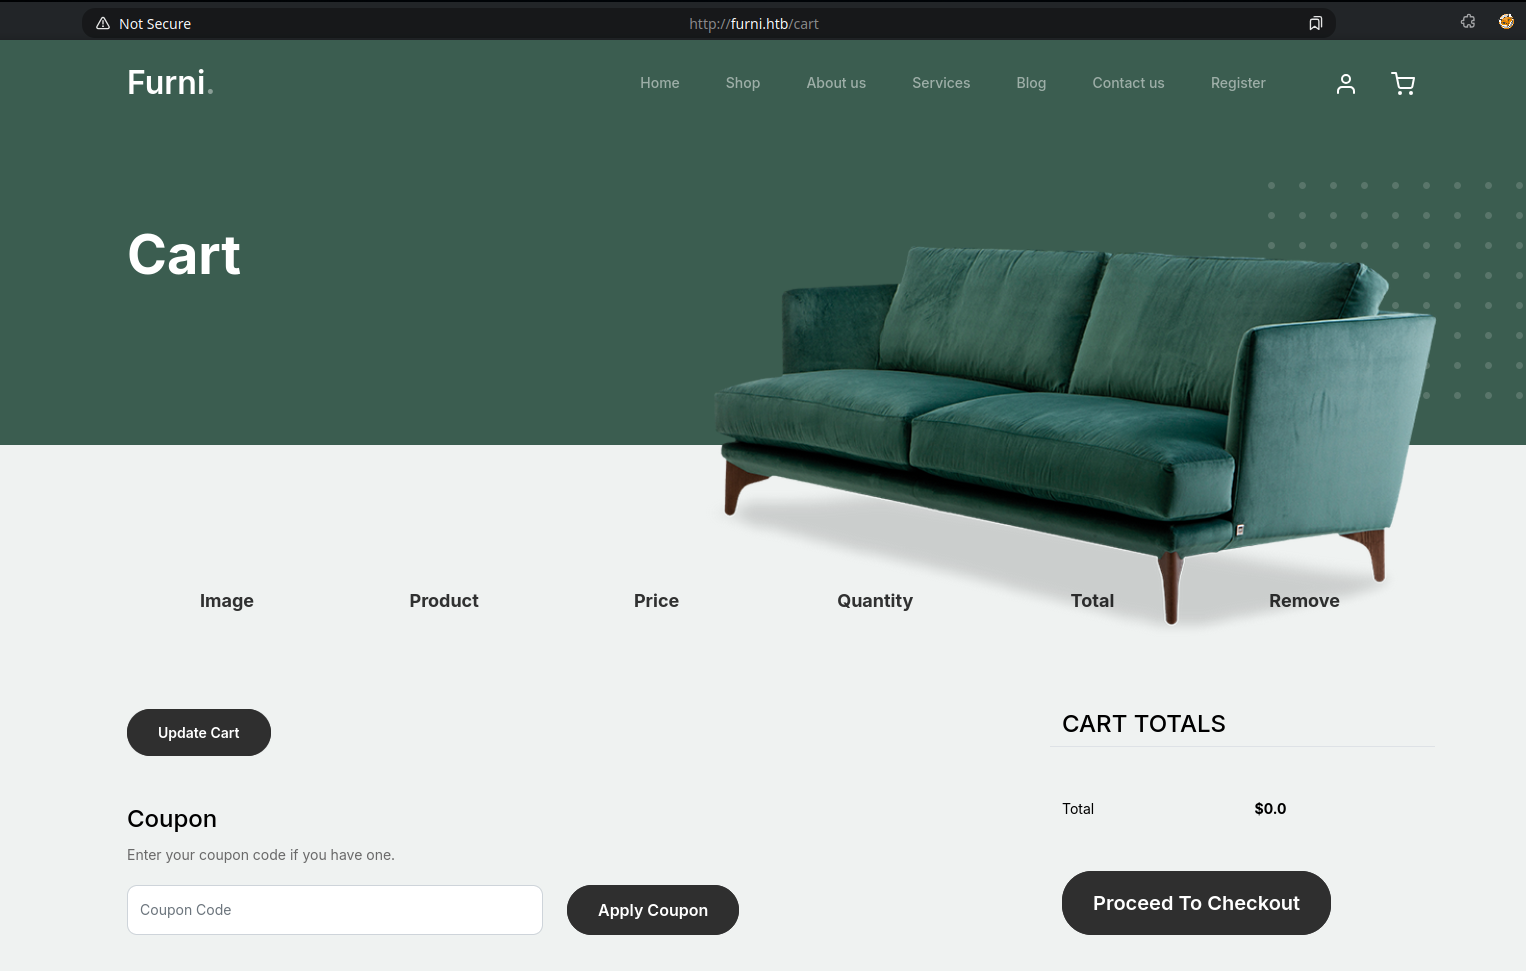 Not Secure
http://furni.htb/cart
Furni.
Home Shop About us Services Blog Contact us Register
Cart
Image Product Price Quantity Total Remove
Update Cart
CART TOTALS
Total $0.0
Coupon
Enter your coupon code if you have one.
Coupon Code
Apply Coupon
Proceed To Checkout